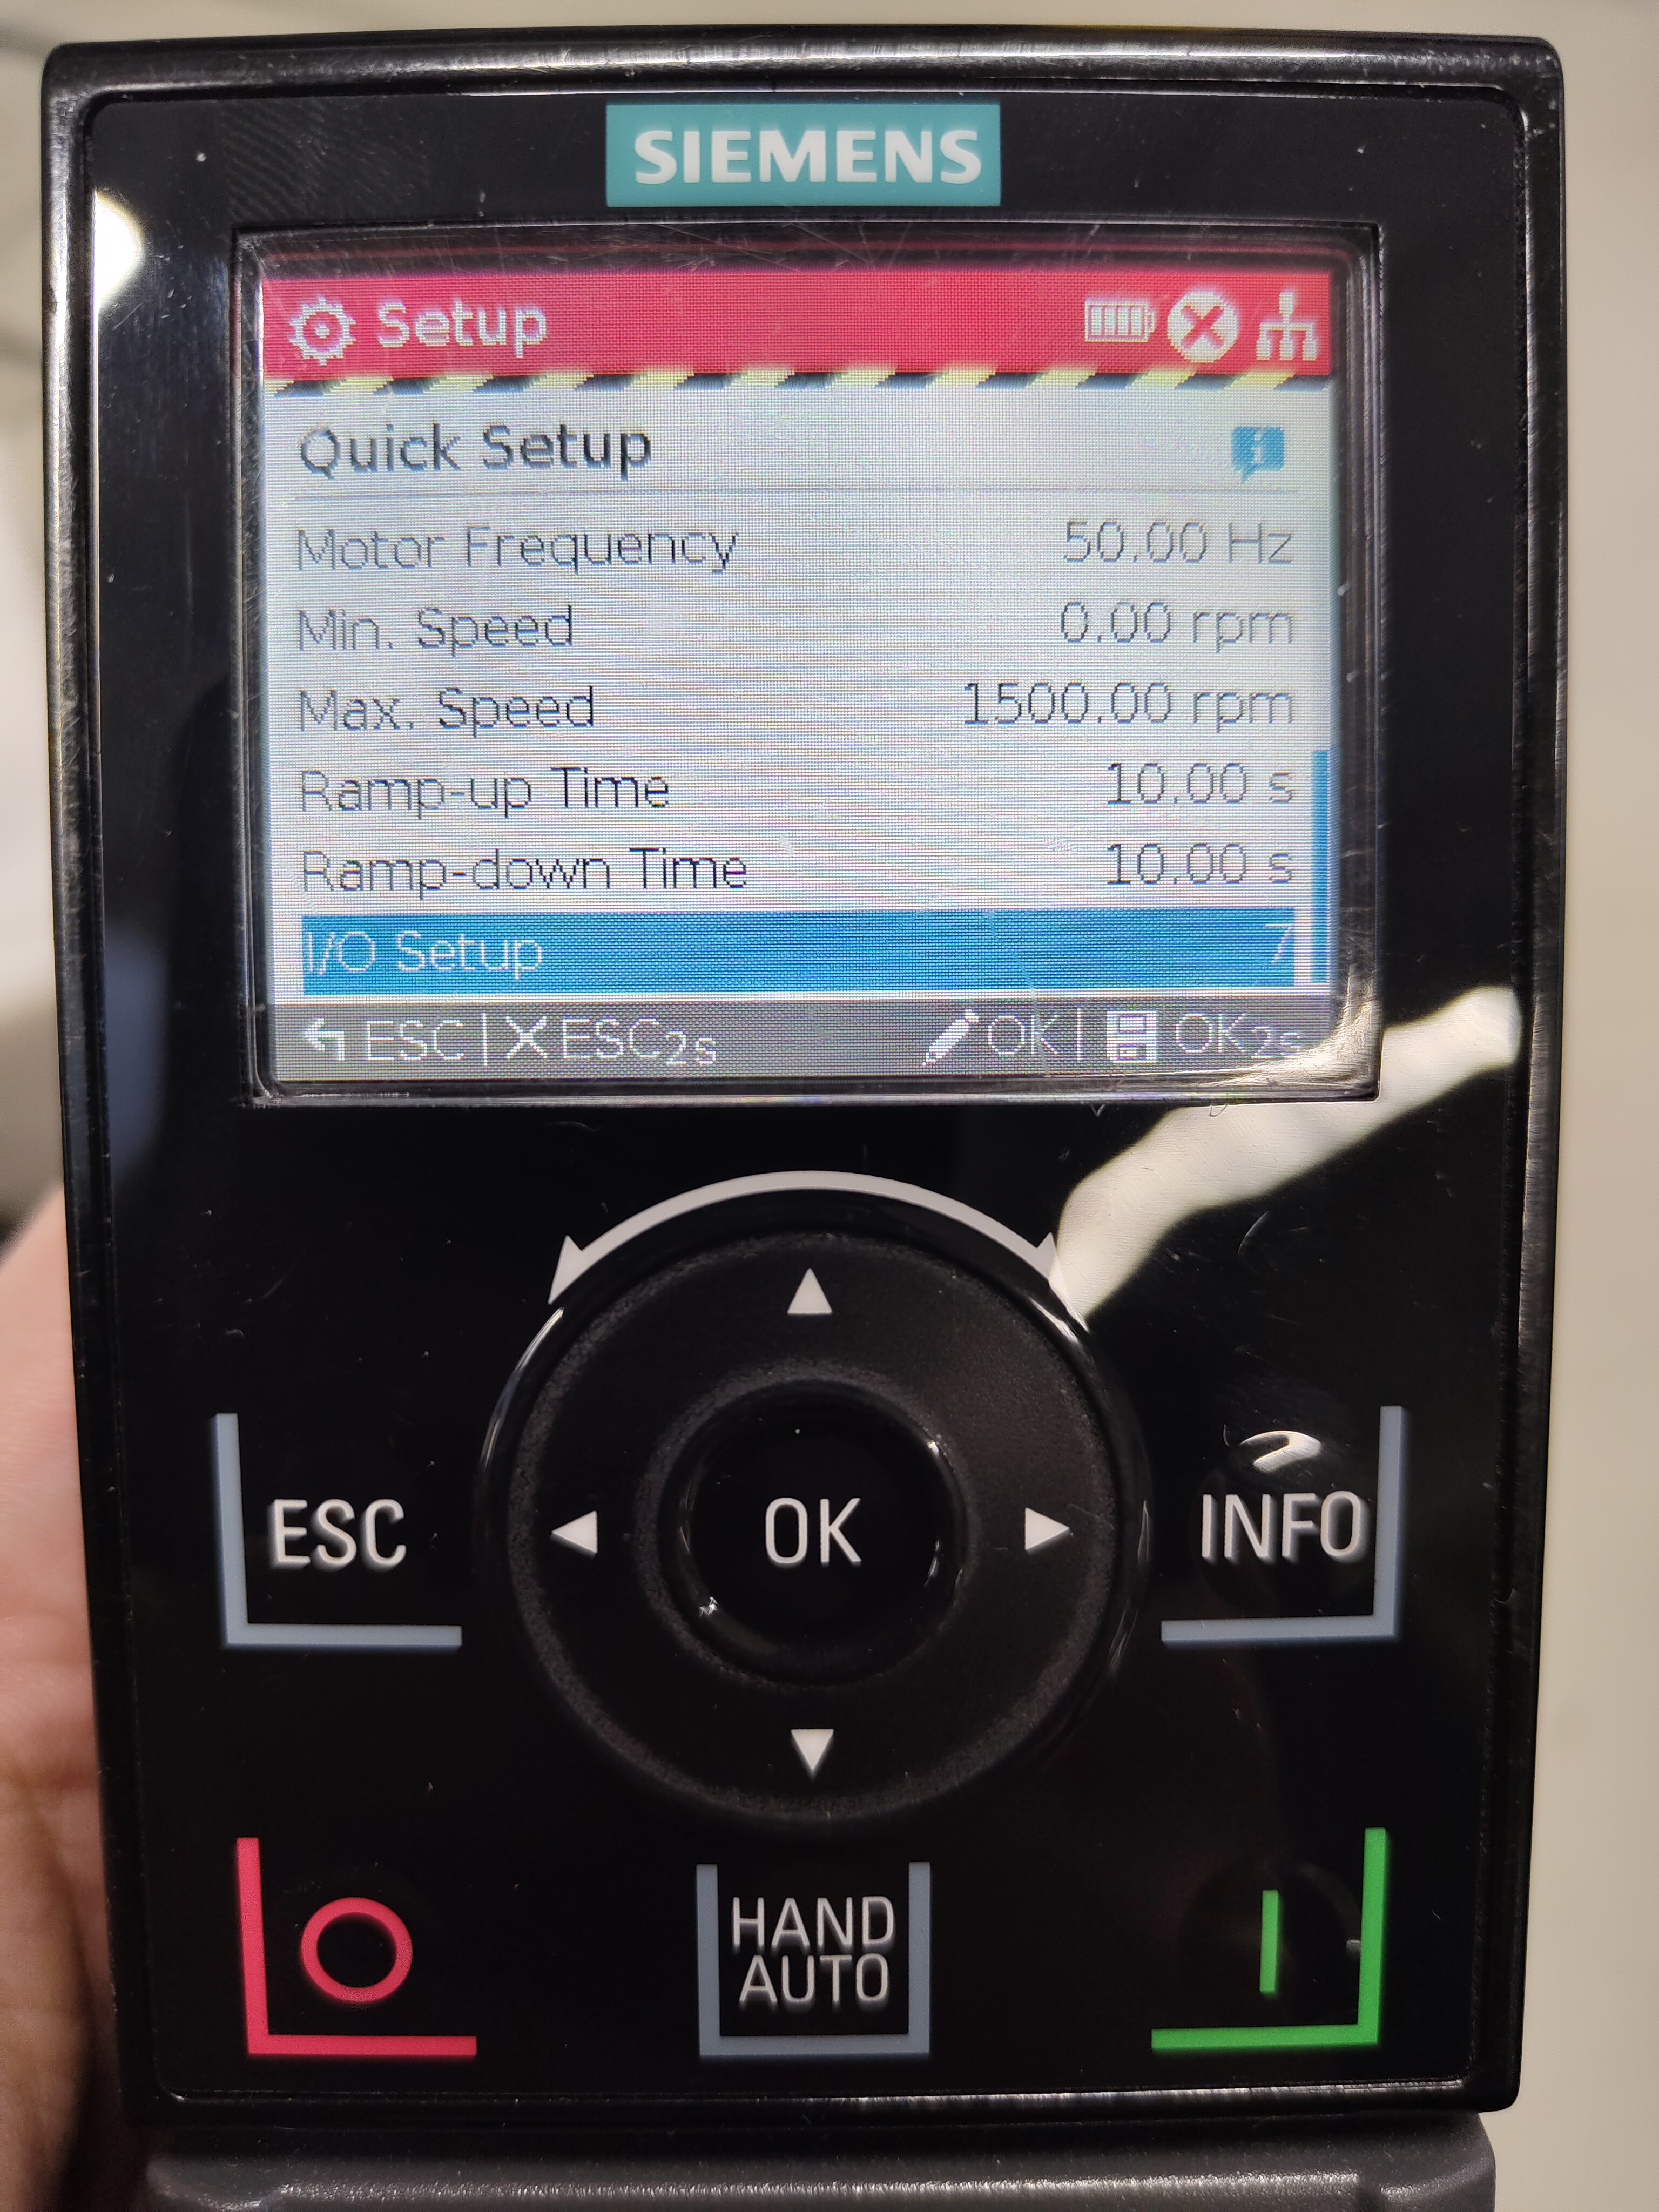 SIEMENS
Setup
Quick Setup
Motor Frequency 50.00 Hz
Min. Speed 0.00 rpm
Max. Speed 1500.00 rpm
Ramp-up Time 10.00 s
Ramp-down Time 10.00 s
I/O Setup 7
ESC | ESC2s OK | OK2s
ESC OK INFO
HAND
AUTO